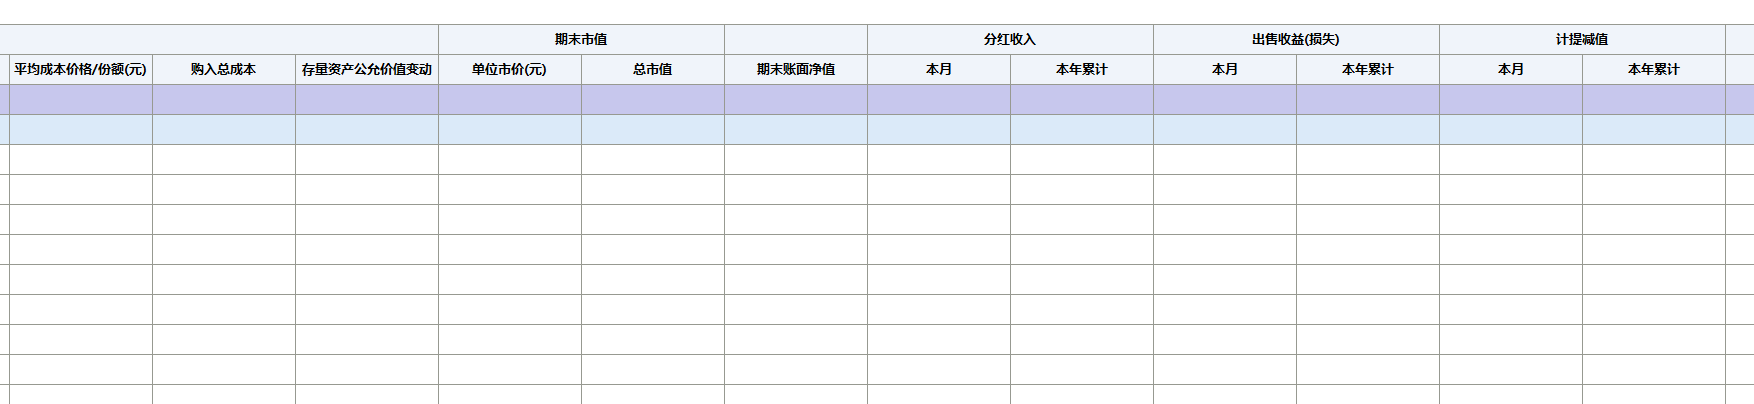 期末市值 分红收入 出售收益(损失) 计提减值
平均成本价格/份额(元) 购入总成本 存量资产公允价值变动 单位市价(元) 总市值 期末账面净值 本月 本年累计 本月 本年累计 本月 本年累计